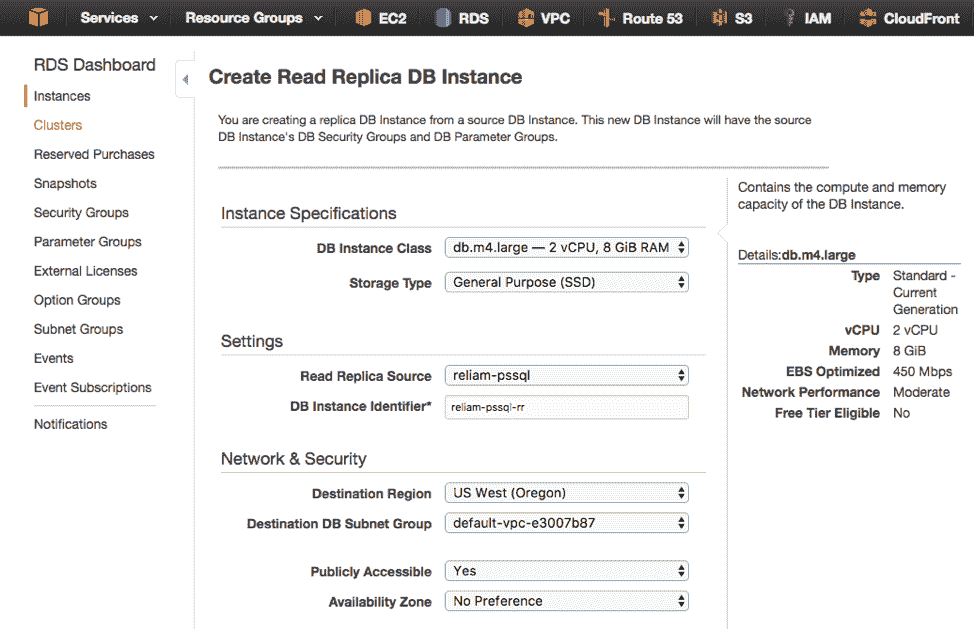 Services Resource Groups EC2 RDS VPC Route 53 S3 IAM CloudFront
RDS Dashboard
Instances
Clusters
Reserved Purchases
Snapshots
Security Groups
Parameter Groups
External Licenses
Option Groups
Subnet Groups
Events
Event Subscriptions
Notifications
Create Read Replica DB Instance
You are creating a replica DB Instance from a source DB Instance. This new DB Instance will have the source
DB Instance's DB Security Groups and DB Parameter Groups.
Instance Specifications
DB Instance Class db.m4.large — 2 vCPU, 8 GiB RAM
Storage Type General Purpose (SSD)
Settings
Read Replica Source reliam-pssql
DB Instance Identifier* reliam-pssql-rr
Network & Security
Destination Region US West (Oregon)
Destination DB Subnet Group default-vpc-e3007b87
Publicly Accessible Yes
Availability Zone No Preference
Contains the compute and memory
capacity of the DB Instance.
Details:db.m4.large
Type Standard -
Current
Generation
vCPU 2 vCPU
Memory 8 GiB
EBS Optimized 450 Mbps
Network Performance Moderate
Free Tier Eligible No